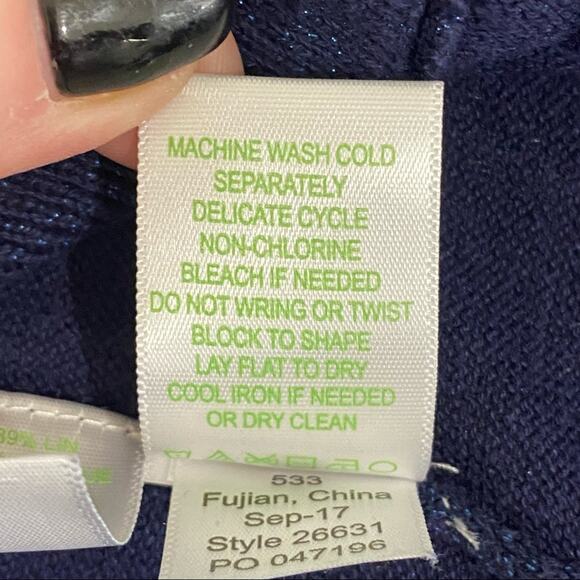 MACHINE WASH COLD
SEPARATELY
DELICATE CYCLE
NON-CHLORINE
BLEACH IF NEEDED
DO NOT WRING OR TWIST
BLOCK TO SHAPE
LAY FLAT TO DRY
COOL IRON IF NEEDED
OR DRY CLEAN
533
Fujian, China
Sep-17
Style 26631
PO 047196